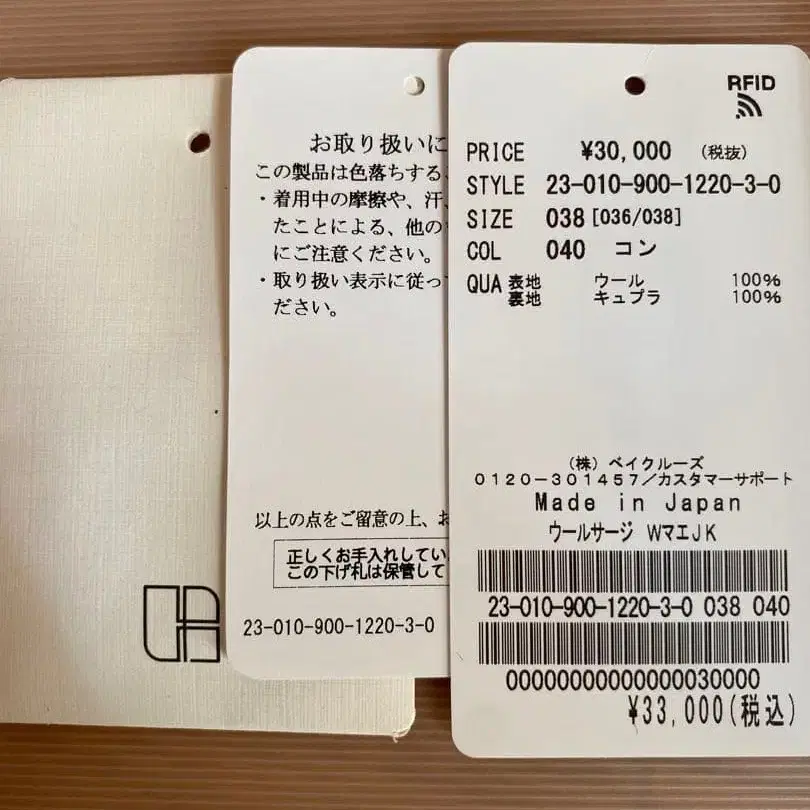 お取り扱いに
この製品は色落ちする
・着用中の摩擦や、汗、
たことによる、他の
にご注意ください。
・取り扱い表示に従っ
ださい。
以上の点をご留意の上、お
正しくお手入れしてい
この下げ札は保管して
23-010-900-1220-3-0
RFID
PRICE ¥30,000 (税抜)
STYLE 23-010-900-1220-3-0
SIZE 038 [036/038]
COL 040 コン
QUA 表地 ウール 100%
裏地 キュプラ 100%
(株) ベイクルーズ
0120-301457/カスタマーサポート
Made in Japan
ウールサージ WマエJK
23-010-900-1220-3-0 038 040
00000000000000030000
¥33,000(税込)